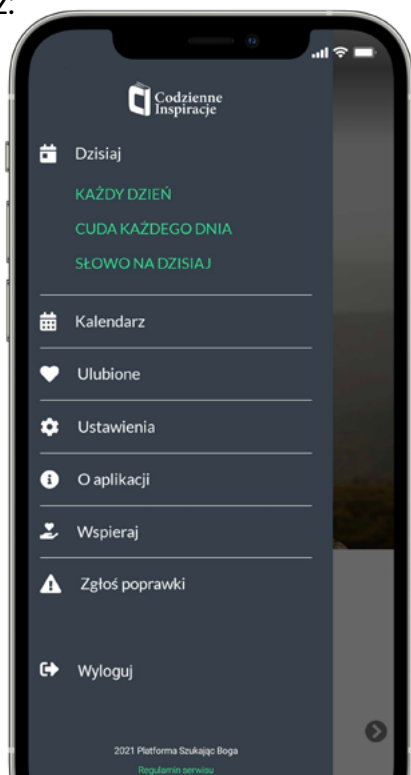 Codzienne
Inspiracje
Dzisiaj
KAŻDY DZIEŃ
CUDA KAŻDEGO DNIA
SŁOWO NA DZISIAJ
Kalendarz
Ulubione
Ustawienia
O aplikacji
Wspieraj
Zgłoś poprawki
Wyloguj
2021 Platforma Szukając Boga
Regulamin serwisu